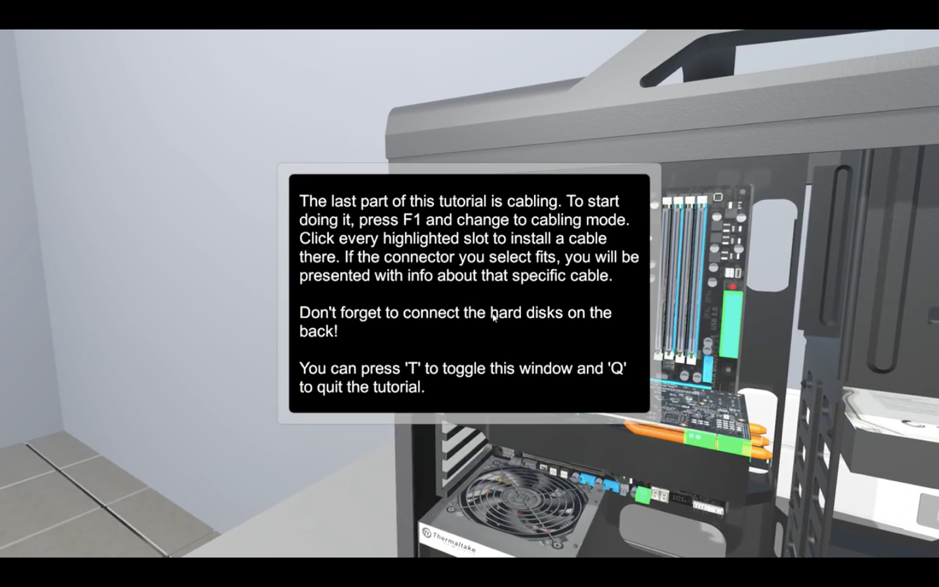 The last part of this tutorial is cabling. To start
doing it, press F1 and change to cabling mode.
Click every highlighted slot to install a cable
there. If the connector you select fits, you will be
presented with info about that specific cable.
Don't forget to connect the hard disks on the
back!
You can press 'T' to toggle this window and 'Q'
to quit the tutorial.
Thermaltake